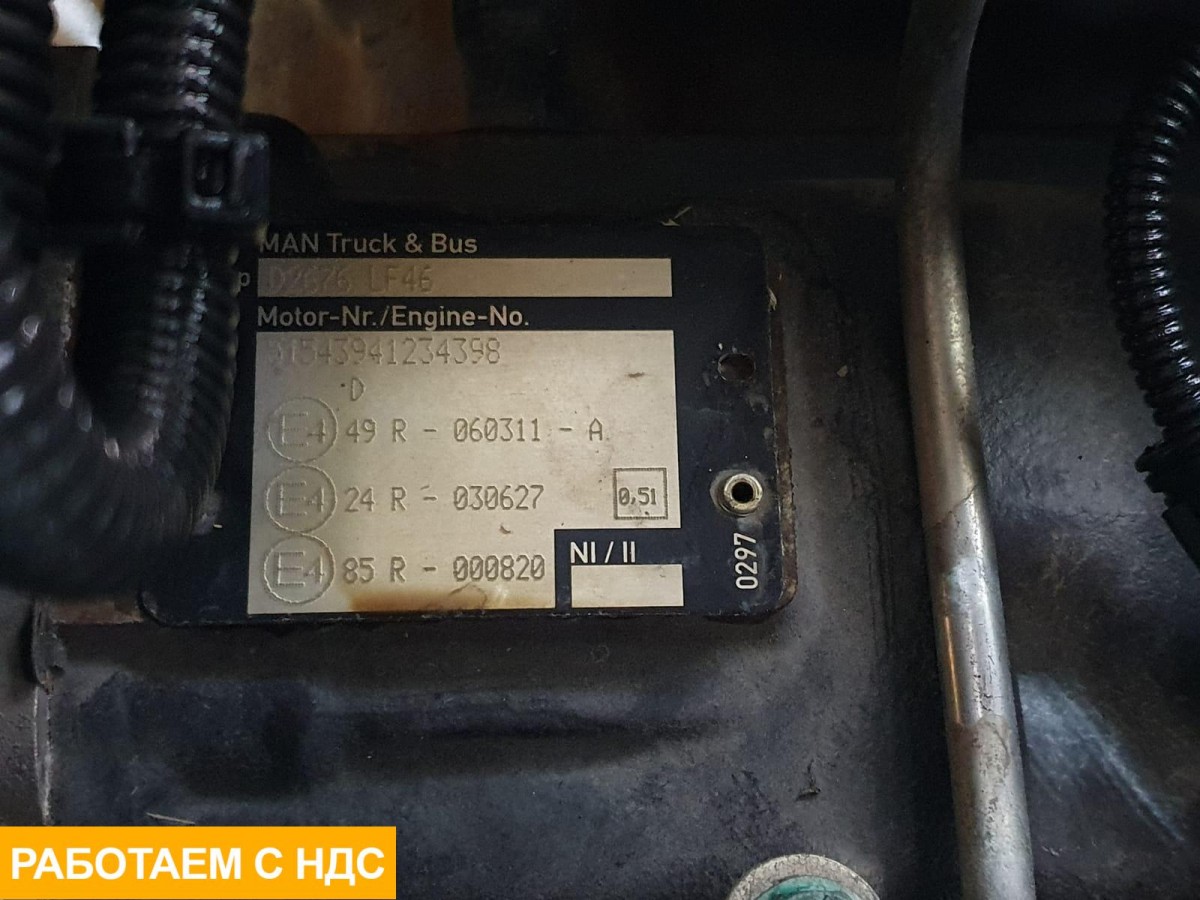 MAN Truck & Bus
p D2676 LF46
Motor-Nr./Engine-No.
31543941234398
D
E4 49 R - 060311 - A
E4 24 R - 030627 0,51
E4 85 R - 000820
NI / II
0297
РАБОТАЕМ С НДС